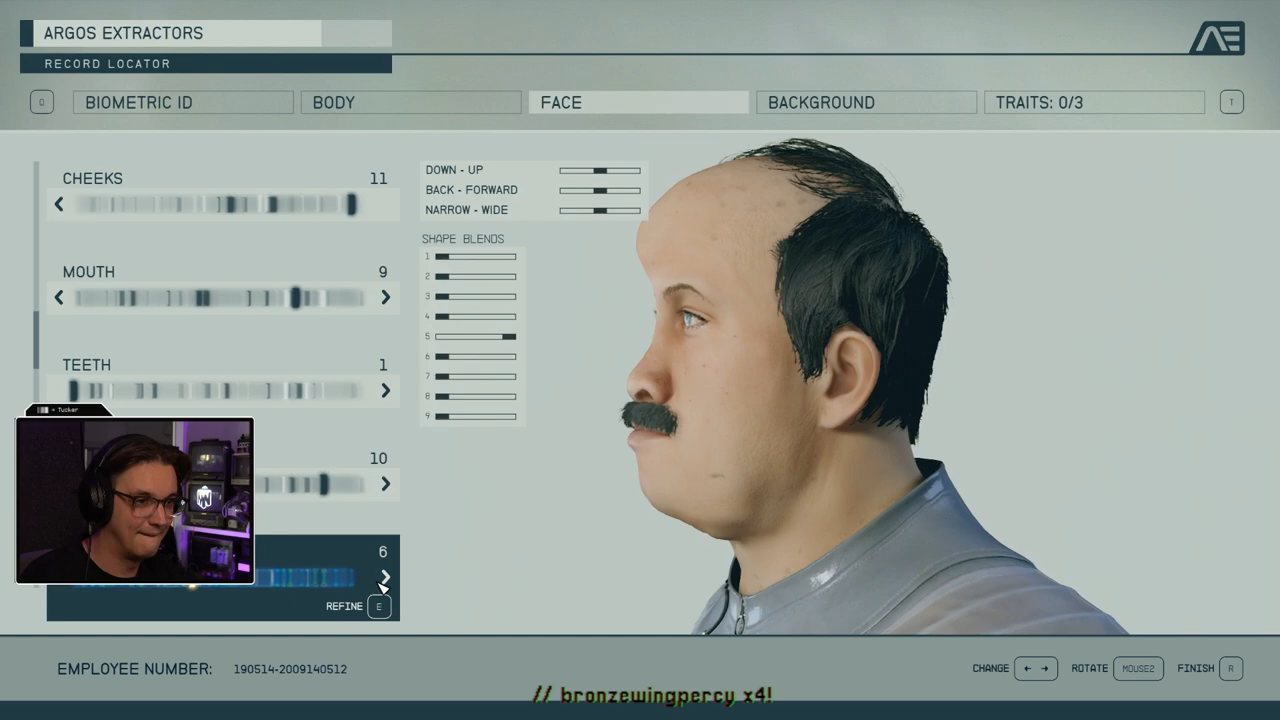 ARGOS EXTRACTORS
RECORD LOCATOR
Q
BIOMETRIC ID
BODY
FACE
BACKGROUND
TRAITS: 0/3
T
CHEEKS 11
MOUTH 9
TEETH 1
10
6
REFINE E
DOWN - UP
BACK - FORWARD
NARROW - WIDE
SHAPE BLENDS
1
2
3
4
5
6
7
8
9
Tucker
EMPLOYEE NUMBER: 190514-2009140512
CHANGE
ROTATE MOUSE2
FINISH R
// bronzewingpercy x4!